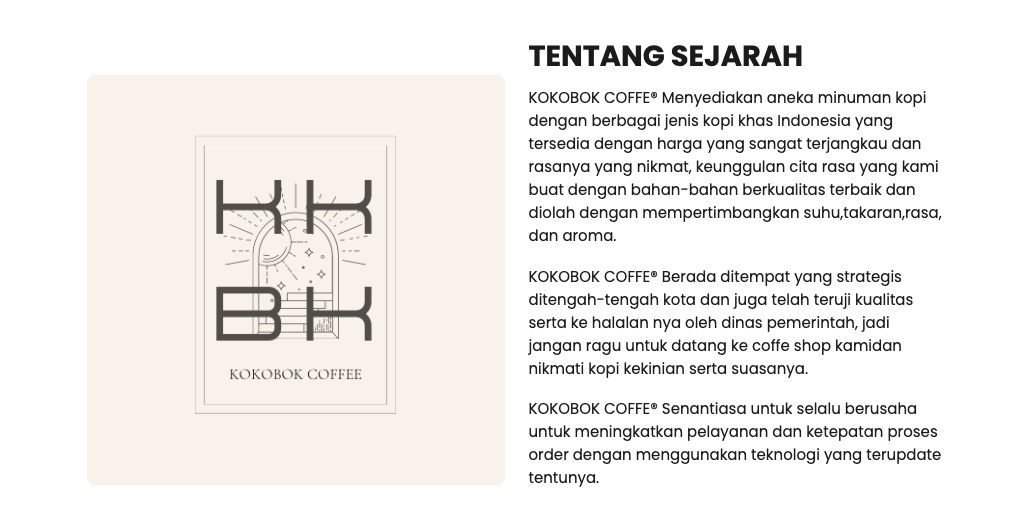 TENTANG SEJARAH
KOKOBOK COFFE® Menyediakan aneka minuman kopi
dengan berbagai jenis kopi khas Indonesia yang
tersedia dengan harga yang sangat terjangkau dan
rasanya yang nikmat, keunggulan cita rasa yang kami
buat dengan bahan-bahan berkualitas terbaik dan
diolah dengan mempertimbangkan suhu,takaran,rasa,
dan aroma.
KOKOBOK COFFE® Berada ditempat yang strategis
ditengah-tengah kota dan juga telah teruji kualitas
serta ke halalan nya oleh dinas pemerintah, jadi
jangan ragu untuk datang ke coffe shop kamidan
nikmati kopi kekinian serta suasanya.
KOKOBOK COFFE® Senantiasa untuk selalu berusaha
untuk meningkatkan pelayanan dan ketepatan proses
order dengan menggunakan teknologi yang terupdate
tentunya.
KK
BK
KOKOBOK COFFEE